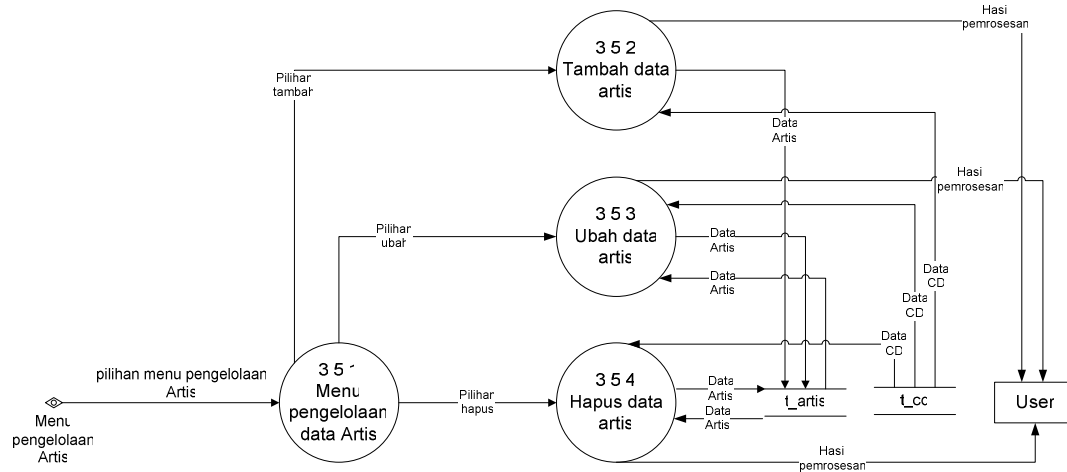 Hasi
pemrosesan
3 5 2
Tambah data
artis
Pilihan
tambah
Data
Artis
Hasi
pemrosesan
3 5 3
Ubah data
artis
Pilihan
ubah
Data
Artis
Data
Artis
Data
CD
Data
CD
Data
CD
3 5 1
Menu
pengelolaan
data Artis
pilihan menu pengelolaan
Artis
Menu
pengelolaan
Artis
Pilihan
hapus
3 5 4
Hapus data
artis
Data
Artis
Data
Artis
t_artis
t_cc
User
Hasi
pemrosesan